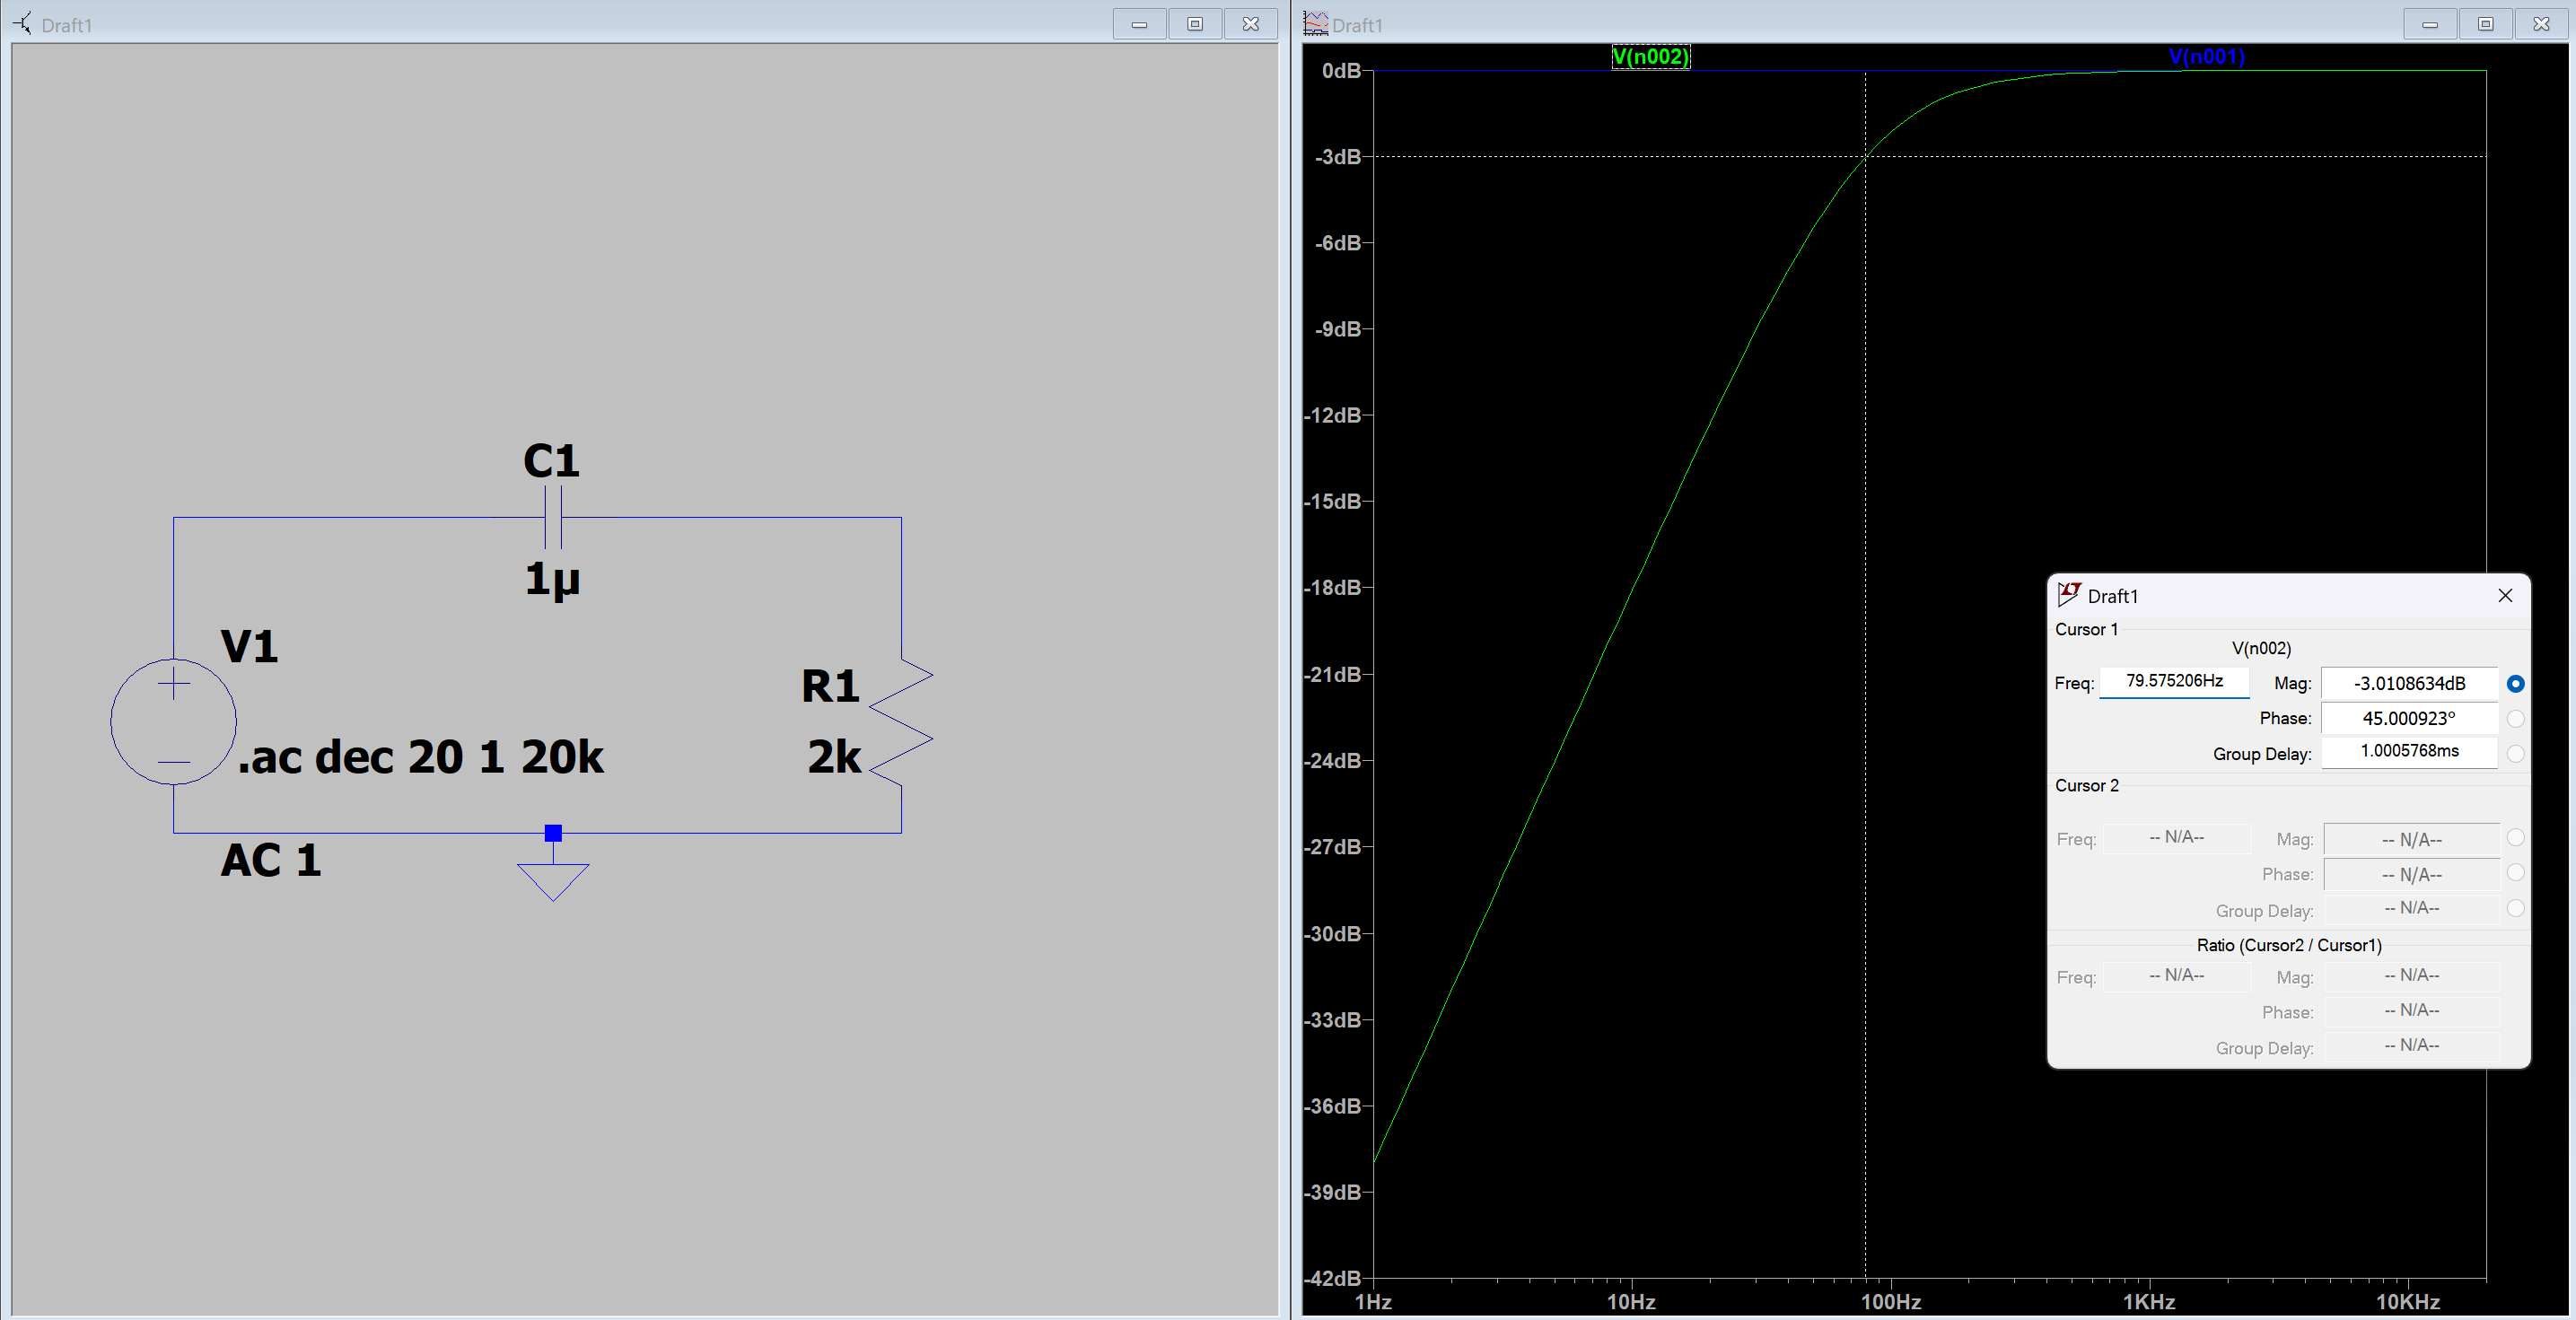 Draft1
C1
1µ
V1
R1
.ac dec 20 1 20k
2k
AC 1
Draft1
V(n002)
V(n001)
0dB
-3dB
-6dB
-9dB
-12dB
-15dB
-18dB
-21dB
-24dB
-27dB
-30dB
-33dB
-36dB
-39dB
-42dB
1Hz
10Hz
100Hz
1KHz
10KHz
Draft1
Cursor 1
V(n002)
Freq: 79.575206Hz Mag: -3.0108634dB
Phase: 45.000923°
Group Delay: 1.0005768ms
Cursor 2
Freq: -- N/A-- Mag: -- N/A--
Phase: -- N/A--
Group Delay: -- N/A--
Ratio (Cursor2 / Cursor1)
Freq: -- N/A-- Mag: -- N/A--
Phase: -- N/A--
Group Delay: -- N/A--